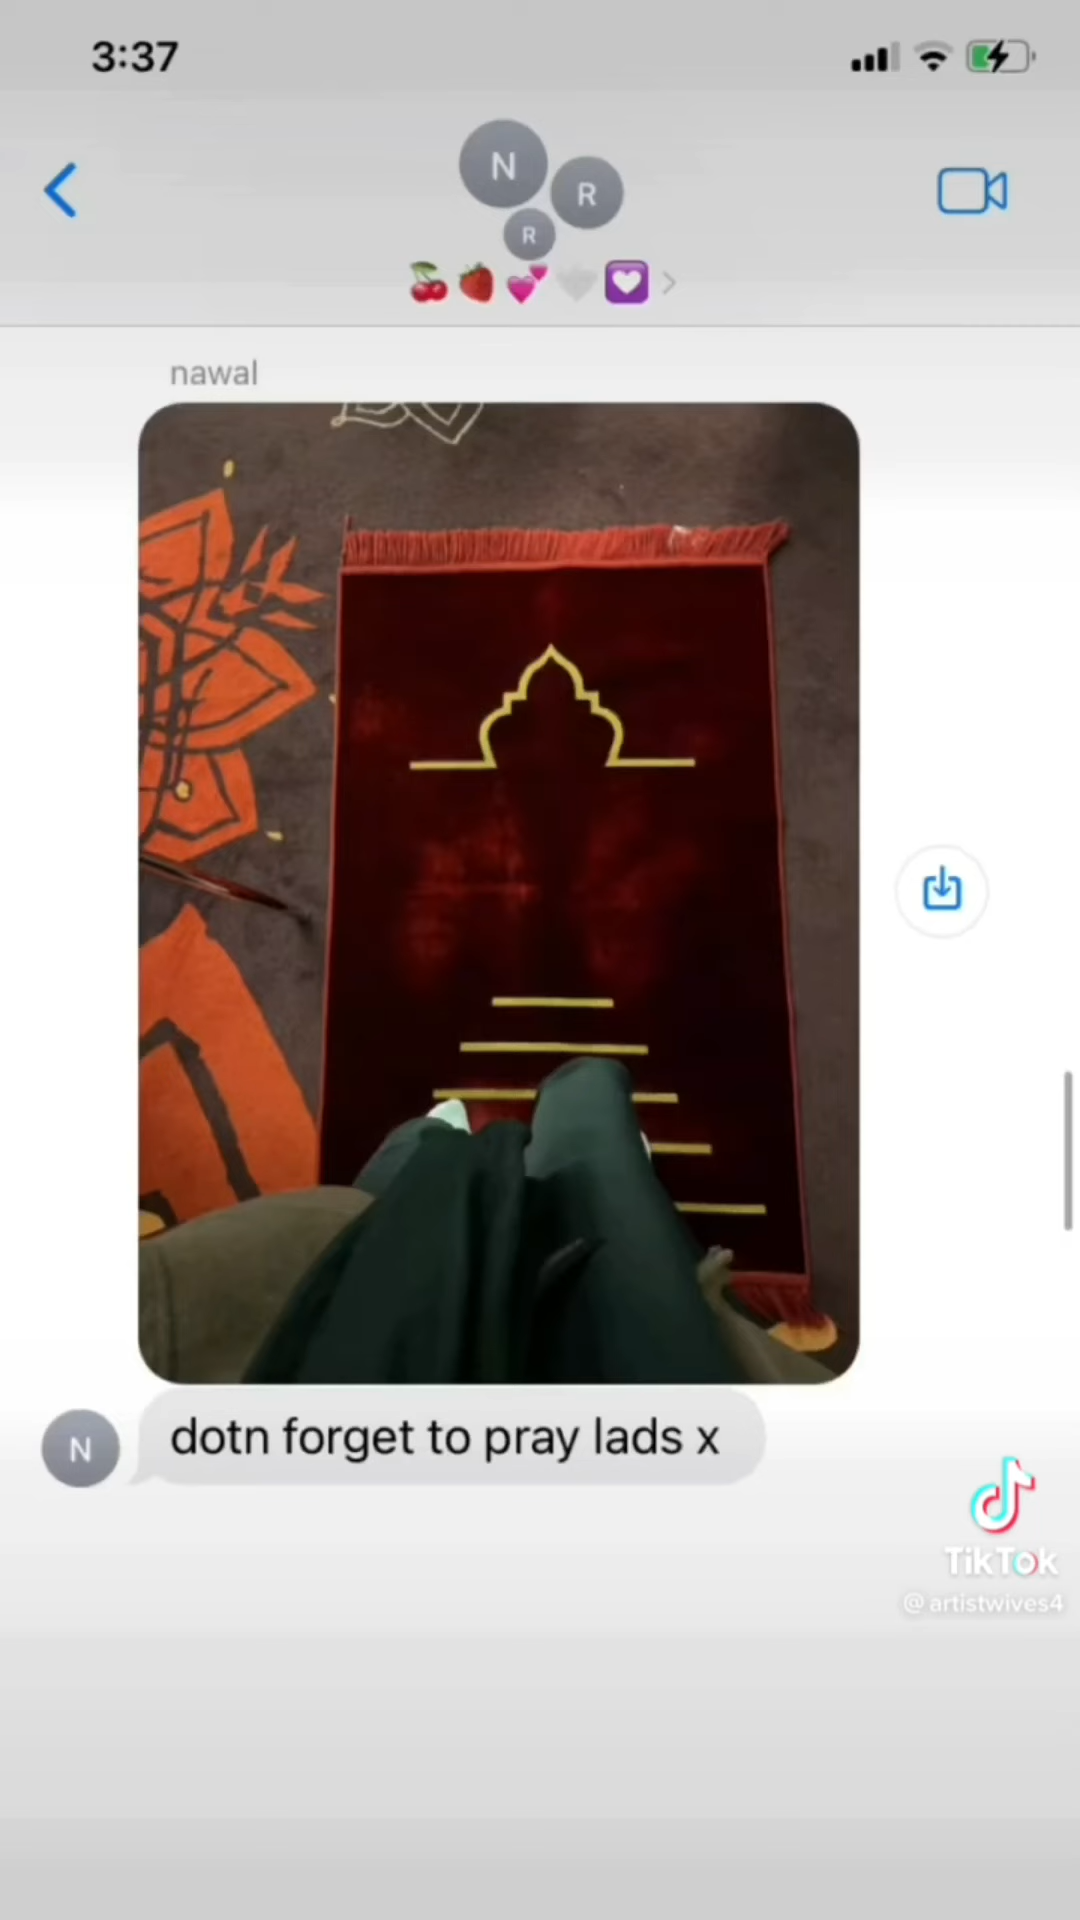 3:37
N
R
R
nawal
N
dotn forget to pray lads x
TikTok
@artistwives4